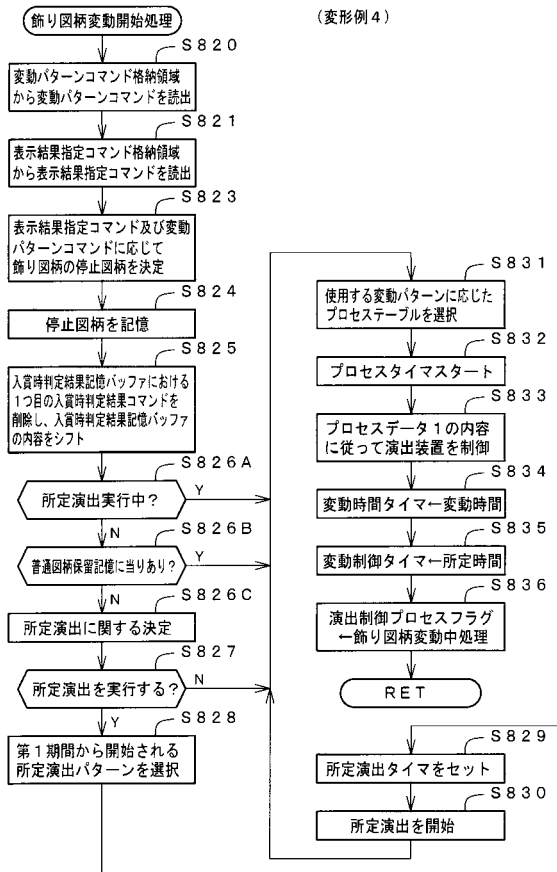 飾り図柄変動開始処理
(変形例4)
S820
変動パターンコマンド格納領域
から変動パターンコマンドを読出
S821
表示結果指定コマンド格納領域
から表示結果指定コマンドを読出
S823
表示結果指定コマンド及び変動
パターンコマンドに応じて
飾り図柄の停止図柄を決定
S824
停止図柄を記憶
S825
入賞時判定結果記憶バッファにおける
1つ目の入賞時判定結果コマンドを
削除し、入賞時判定結果記憶バッファ
の内容をシフト
S826A
所定演出実行中?
Y
N
S826B
普通図柄保留記憶に当りあり?
Y
N
S826C
所定演出に関する決定
S827
所定演出を実行する?
N
Y
S828
第1期間から開始される
所定演出パターンを選択
S829
所定演出タイマをセット
S830
所定演出を開始
S831
使用する変動パターンに応じた
プロセステーブルを選択
S832
プロセスタイマスタート
S833
プロセスデータ1の内容
に従って演出装置を制御
S834
変動時間タイマ←変動時間
S835
変動制御タイマ←所定時間
S836
演出制御プロセスフラグ
←飾り図柄変動中処理
RET